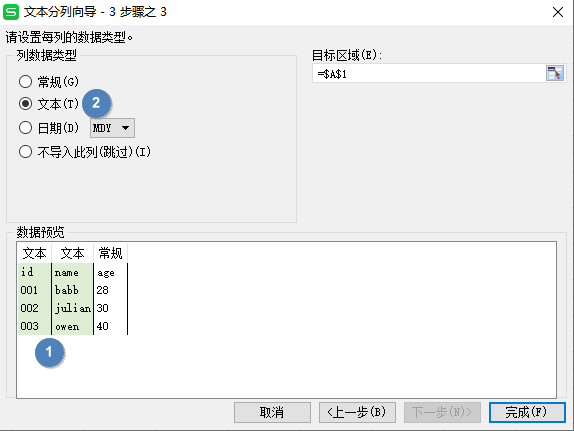 文本分列向导 - 3 步骤之 3
请设置每列的数据类型。
列数据类型
目标区域(E):
常规(G)
=$A$1
文本(T)
2
日期(D)
MDY
不导入此列(跳过)(I)
数据预览
文本 文本 常规
id name age
001 babb 28
002 julian 30
003 owen 40
1
取消
<上一步(B)
下一步(N)>
完成(F)